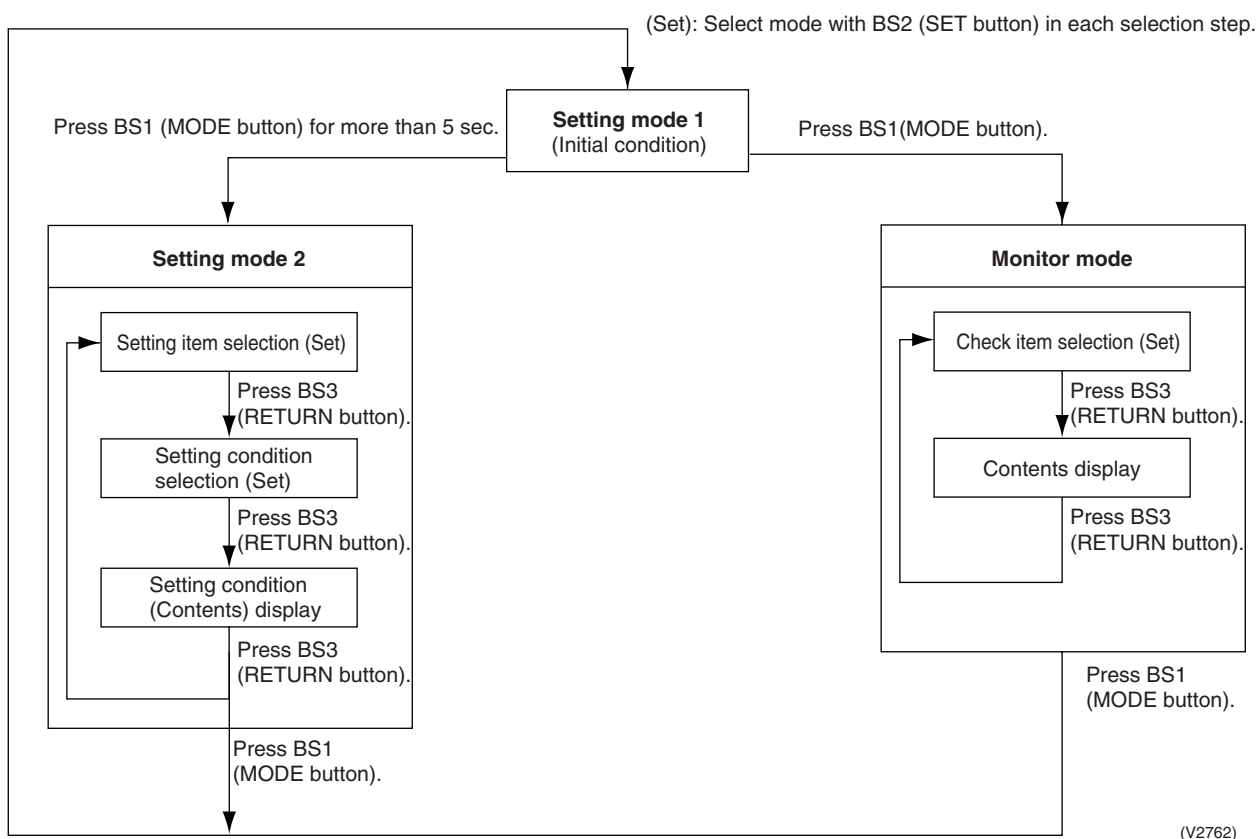 (Set): Select mode with BS2 (SET button) in each selection step.
Setting mode 1
(Initial condition)
Press BS1 (MODE button) for more than 5 sec.
Press BS1(MODE button).
Setting mode 2
Setting item selection (Set)
Press BS3
(RETURN button).
Setting condition
selection (Set)
Press BS3
(RETURN button).
Setting condition
(Contents) display
Press BS3
(RETURN button).
Press BS1
(MODE button).
Monitor mode
Check item selection (Set)
Press BS3
(RETURN button).
Contents display
Press BS3
(RETURN button).
Press BS1
(MODE button).
(V2762)